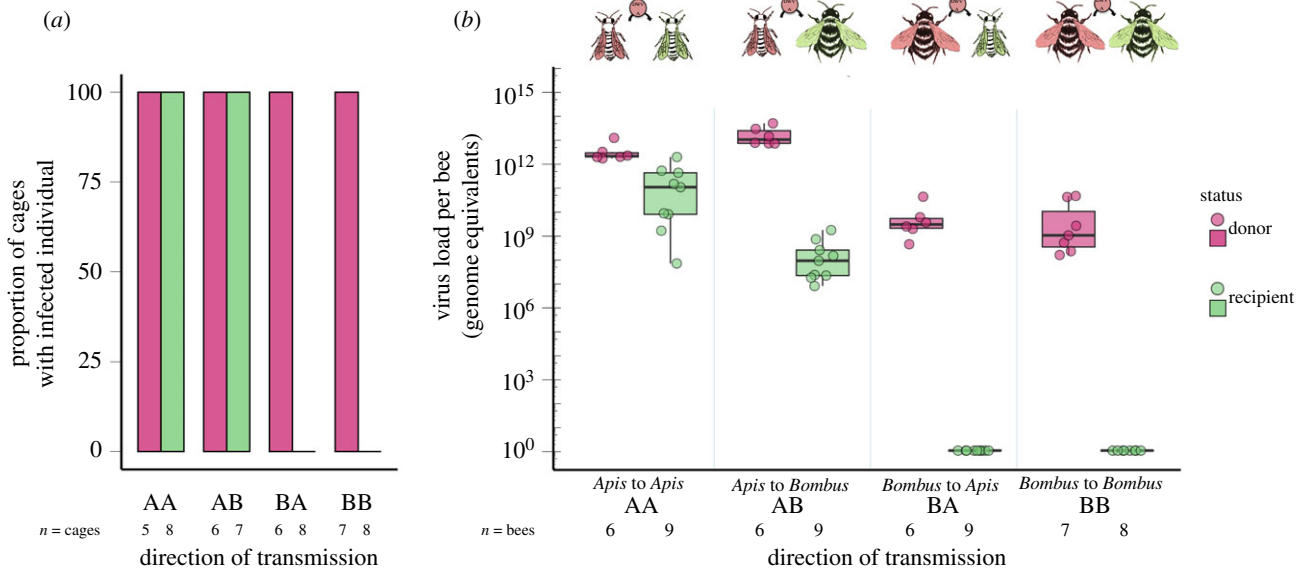 (a)
proportion of cages
with infected individual
100
75
50
25
0
AA AB BA BB
n = cages 5 8 6 7 6 8 7 8
direction of transmission
(b)
virus load per bee
(genome equivalents)
10^15
10^12
10^9
10^6
10^3
10^0
Apis to Apis Apis to Bombus Bombus to Apis Bombus to Bombus
AA AB BA BB
n = bees 6 9 6 9 6 9 7 8
direction of transmission
status
donor
recipient